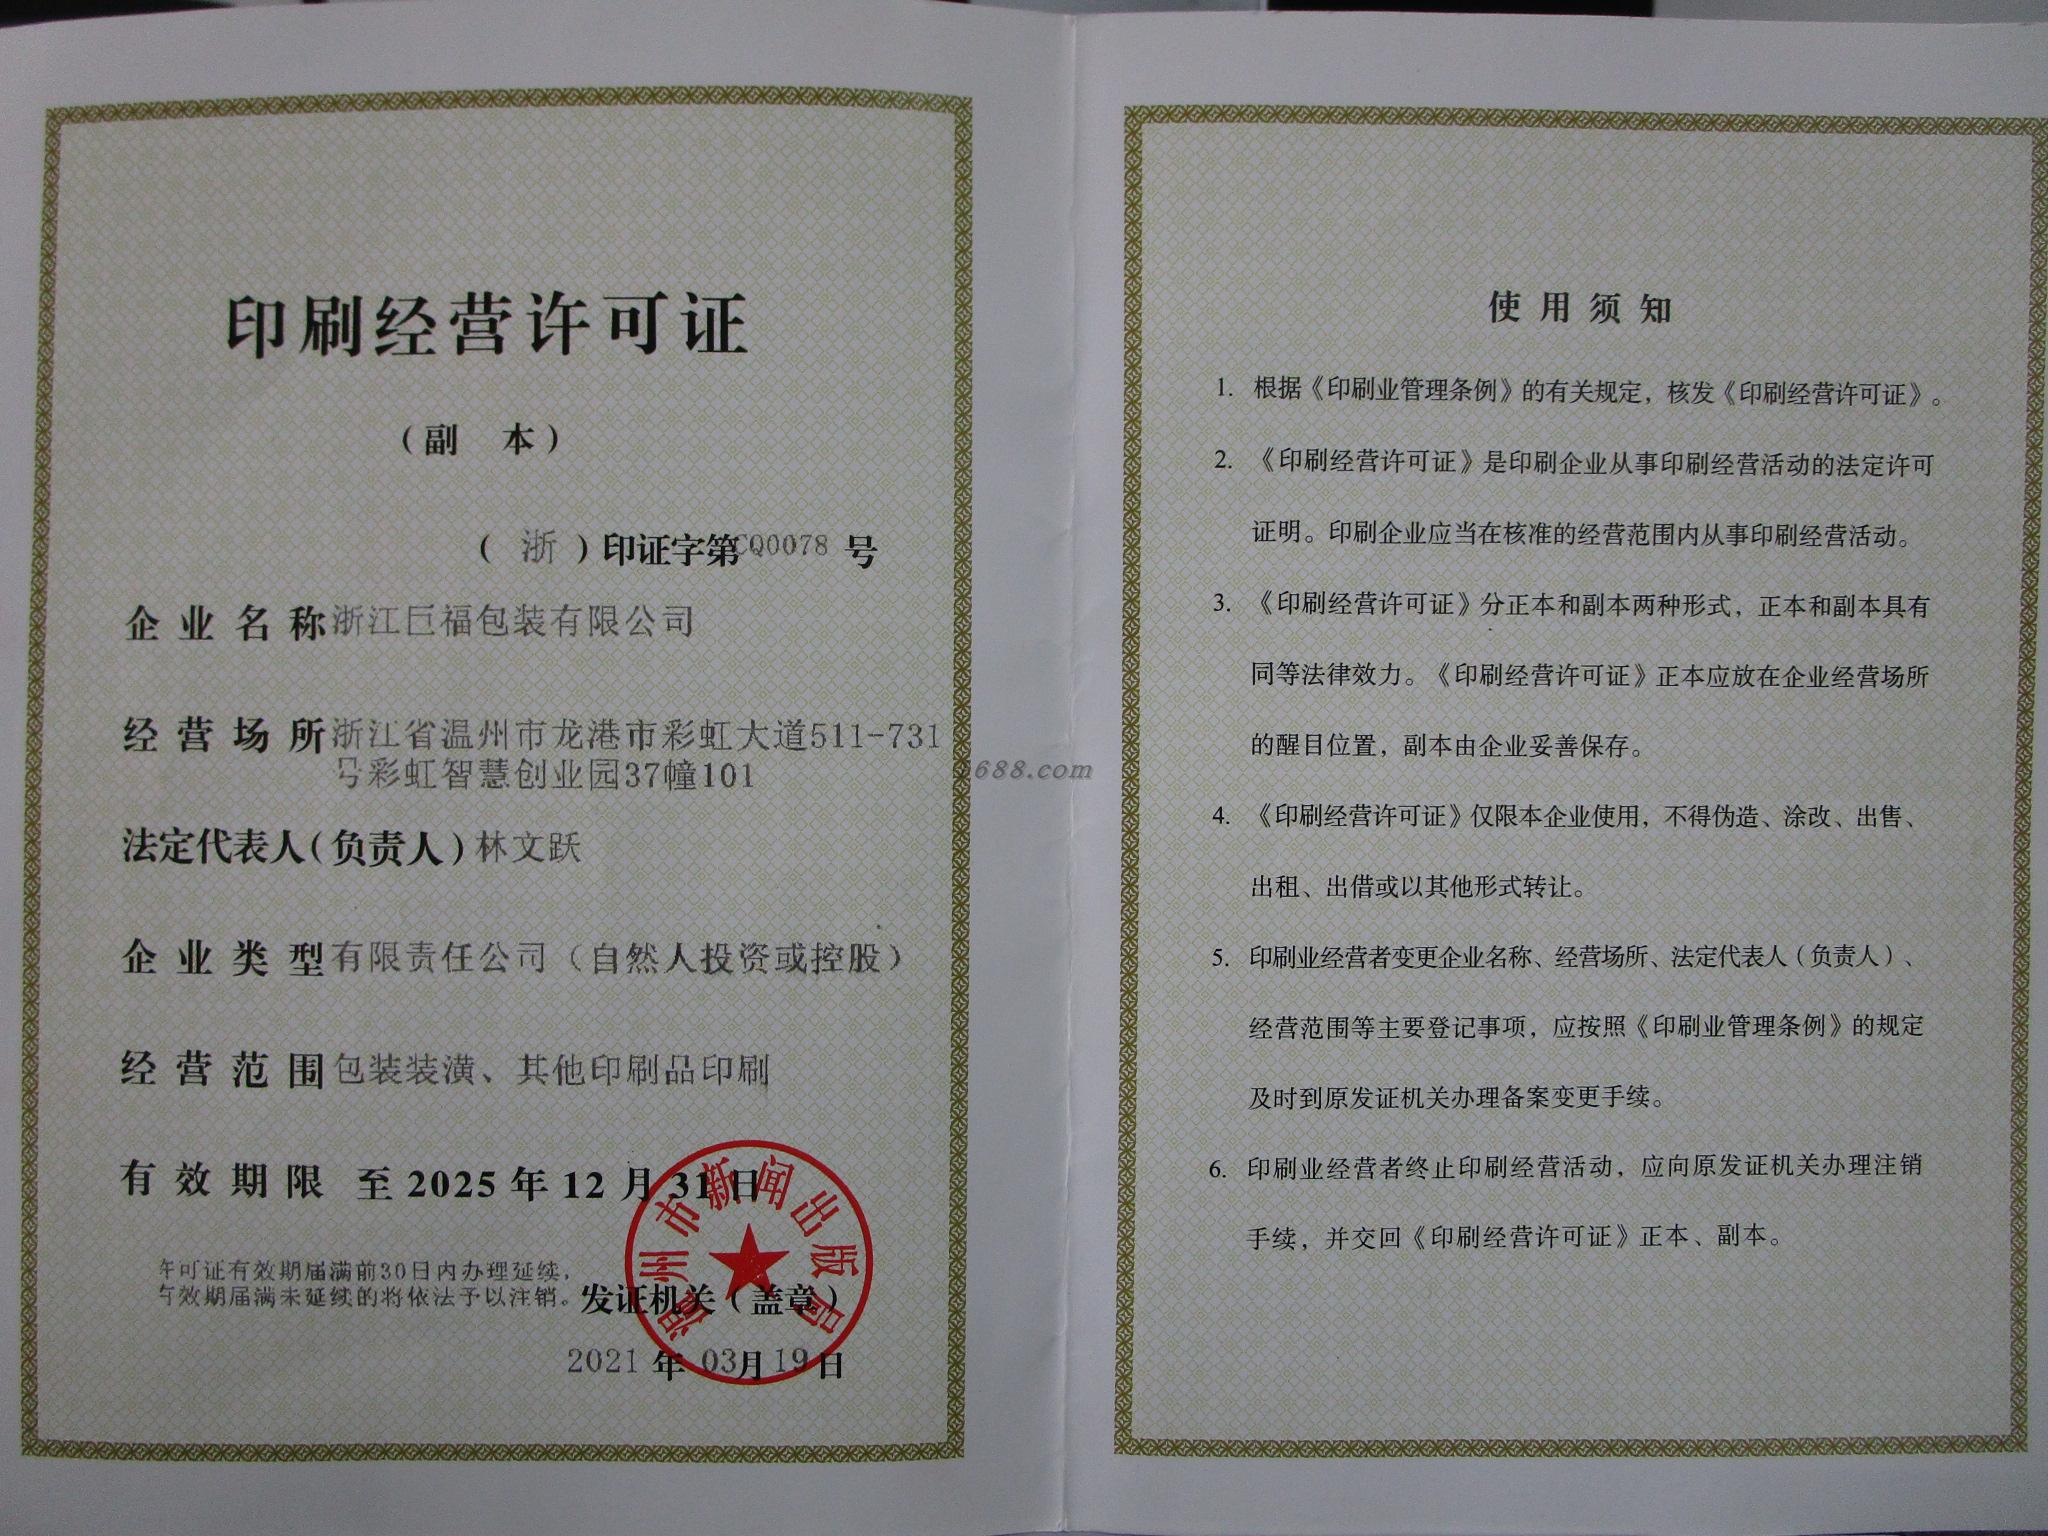 印刷经营许可证
（副 本）
（ 浙 ）印证字第CQ0078 号
企业名称浙江巨福包装有限公司
经营场所浙江省温州市龙港市彩虹大道511-731
号彩虹智慧创业园37幢101
法定代表人（负责人）林文跃
企业类型有限责任公司（自然人投资或控股）
经营范围包装装潢、其他印刷品印刷
有效期限 至 2025 年 12 月 31 日
可证有效期届满前30日内办理延续，
效期届满未延续的将依法予以注销。
发证机关（盖章）
温州市新闻出版局
2021 年 03月 19 日
688.com
使用须知
1. 根据《印刷业管理条例》的有关规定，核发《印刷经营许可证》。
2. 《印刷经营许可证》是印刷企业从事印刷经营活动的法定许可
证明。印刷企业应当在核准的经营范围内从事印刷经营活动。
3. 《印刷经营许可证》分正本和副本两种形式，正本和副本具有
同等法律效力。《印刷经营许可证》正本应放在企业经营场所
的醒目位置，副本由企业妥善保存。
4. 《印刷经营许可证》仅限本企业使用，不得伪造、涂改、出售、
出租、出借或以其他形式转让。
5. 印刷业经营者变更企业名称、经营场所、法定代表人（负责人）、
经营范围等主要登记事项，应按照《印刷业管理条例》的规定
及时到原发证机关办理备案变更手续。
6. 印刷业经营者终止印刷经营活动，应向原发证机关办理注销
手续，并交回《印刷经营许可证》正本、副本。